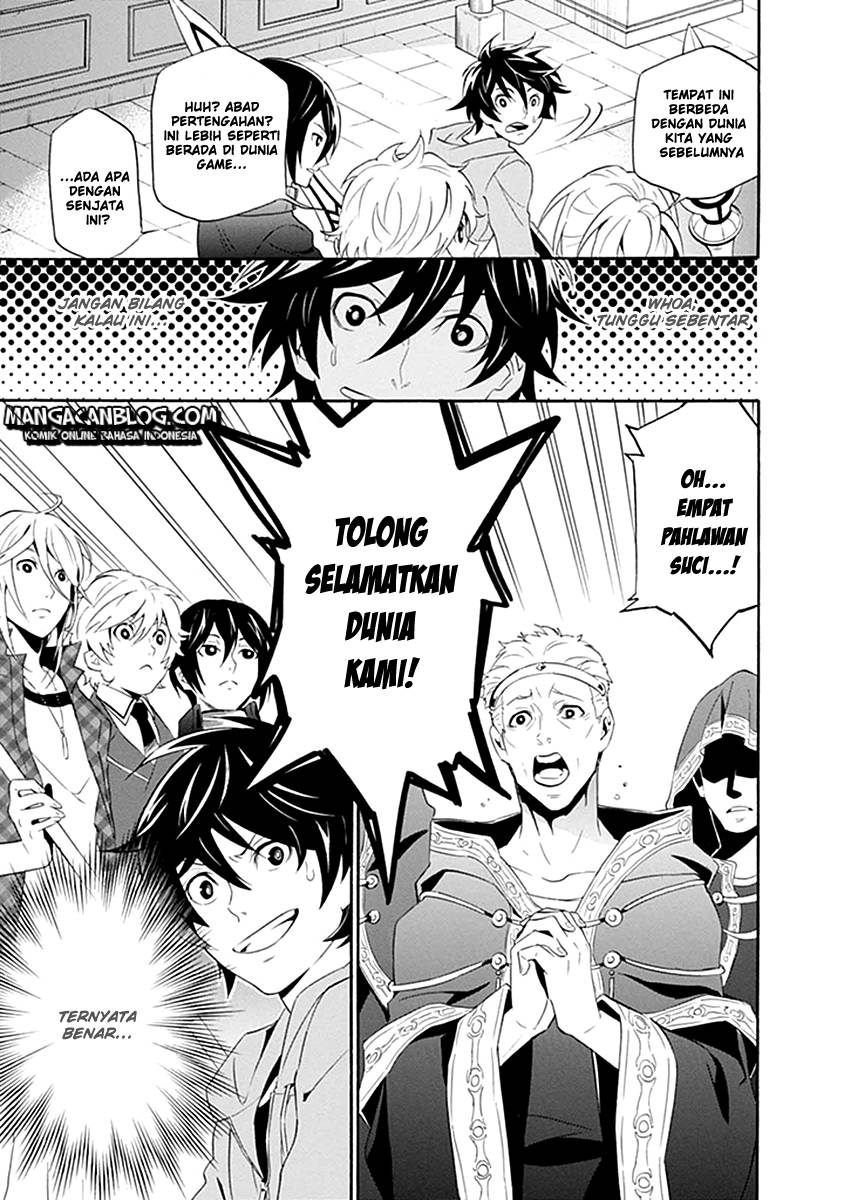 TEMPAT INI
BERBEDA
DENGAN DUNIA
KITA YANG
SEBELUMNYA
HUH? ABAD
PERTENGAHAN?
INI LEBIH SEPERTI
BERADA DI DUNIA
GAME...
...ADA APA
DENGAN
SENJATA
INI?
WHOA,
TUNGGU SEBENTAR
JANGAN BILANG
KALAU INI...
MANGACANBLOG.COM
KOMIK ONLINE BAHASA INDONESIA
OH...
EMPAT
PAHLAWAN
SUCI...!
TOLONG
SELAMATKAN
DUNIA
KAMI!
TERNYATA
BENAR...